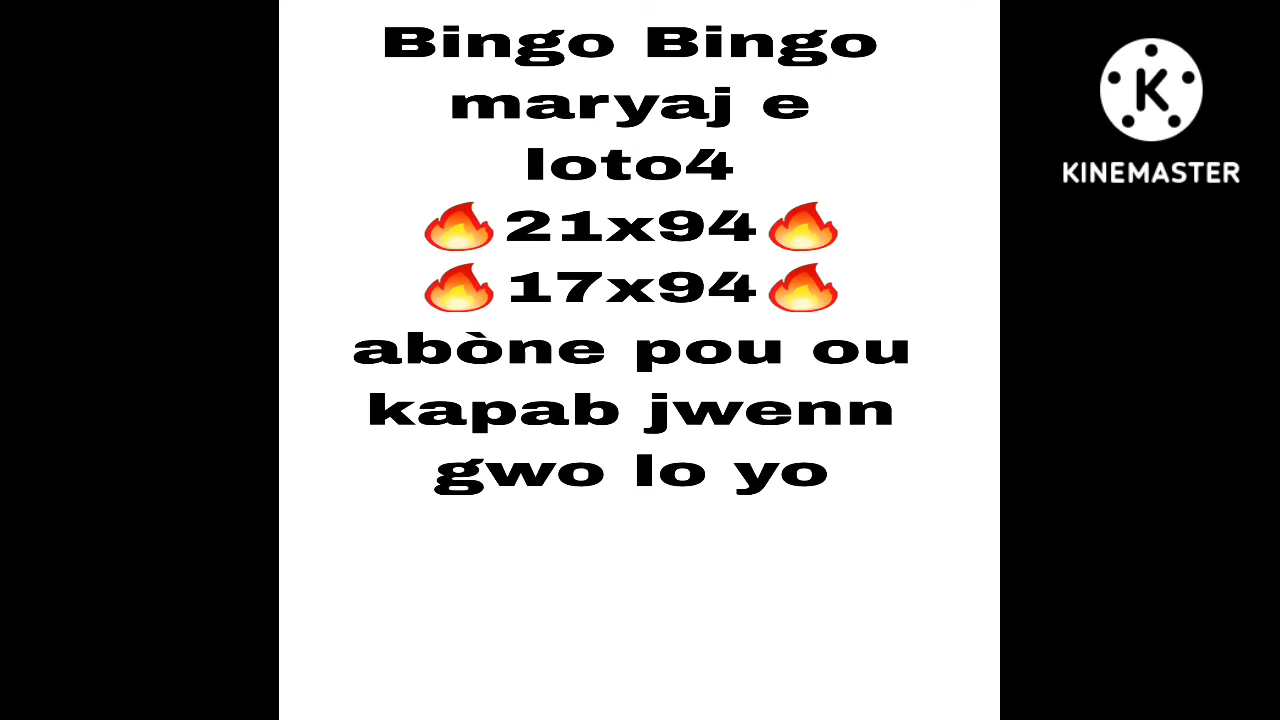 Bingo Bingo
maryaj e
loto4
🔥21x94🔥
🔥17x94🔥
abòne pou ou
kapab jwenn
gwo lo yo
K
KINEMASTER